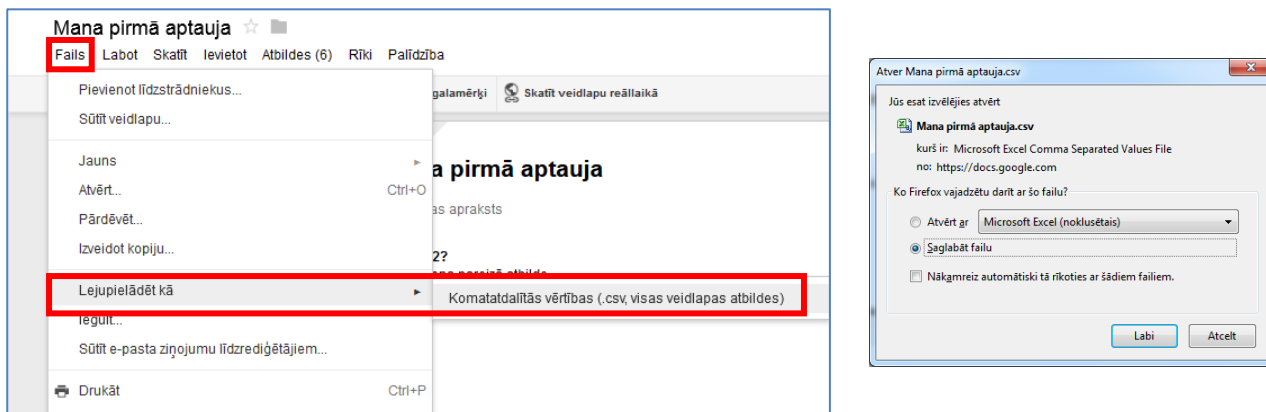 Mana pirmā aptauja
Fails Labot Skatīt Ievietot Atbildes (6) Rīki Palīdzība
galamērķi Skatīt veidlapu reāllaikā
Pievienot līdzstrādniekus...
Sūtīt veidlapu...
Jauns
Atvērt... Ctrl+O
Pārdēvēt...
Izveidot kopiju...
Lejupielādēt kā
Komatatdalītās vērtības (.csv, visas veidlapas atbildes)
Iegult...
Sūtīt e-pasta ziņojumu līdzrediģētājiem...
Drukāt Ctrl+P
a pirmā aptauja
as apraksts
2?
Atver Mana pirmā aptauja.csv
Jūs esat izvēlējies atvērt
Mana pirmā aptauja.csv
kurš ir: Microsoft Excel Comma Separated Values File
no: https://docs.google.com
Ko Firefox vajadzētu darīt ar šo failu?
Atvērt ar Microsoft Excel (noklusētais)
Saglabāt failu
Nākamreiz automātiski tā rīkoties ar šādiem failiem.
Labi Atcelt